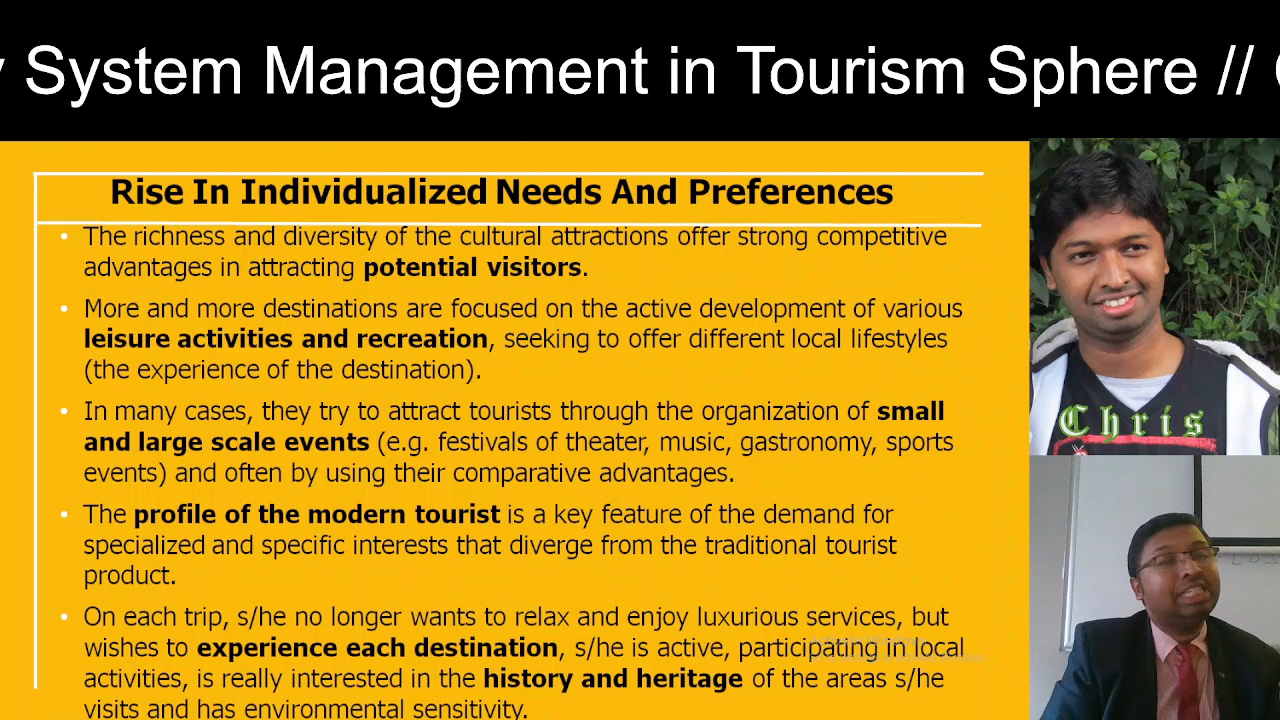 System Management in Tourism Sphere //
Rise In Individualized Needs And Preferences
• The richness and diversity of the cultural attractions offer strong competitive
advantages in attracting potential visitors.
• More and more destinations are focused on the active development of various
leisure activities and recreation, seeking to offer different local lifestyles
(the experience of the destination).
• In many cases, they try to attract tourists through the organization of small
and large scale events (e.g. festivals of theater, music, gastronomy, sports
events) and often by using their comparative advantages.
• The profile of the modern tourist is a key feature of the demand for
specialized and specific interests that diverge from the traditional tourist
product.
• On each trip, s/he no longer wants to relax and enjoy luxurious services, but
wishes to experience each destination, s/he is active, participating in local
activities, is really interested in the history and heritage of the areas s/he
visits and has environmental sensitivity.
Chris